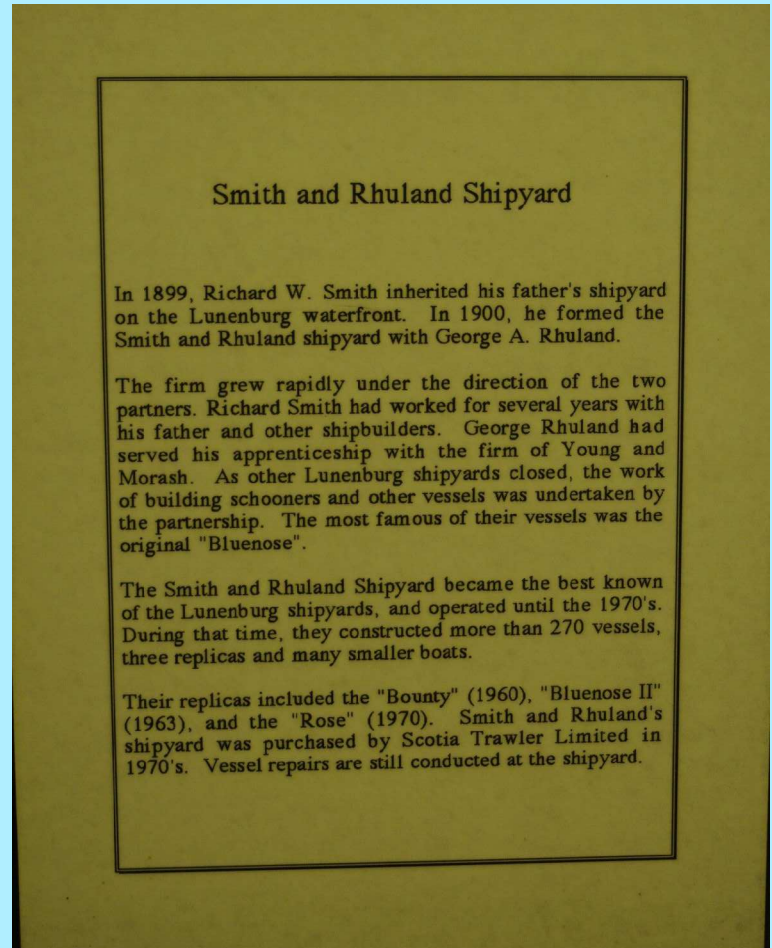 Smith and Rhuland Shipyard
In 1899, Richard W. Smith inherited his father's shipyard
on the Lunenburg waterfront. In 1900, he formed the
Smith and Rhuland shipyard with George A. Rhuland.
The firm grew rapidly under the direction of the two
partners. Richard Smith had worked for several years with
his father and other shipbuilders. George Rhuland had
served his apprenticeship with the firm of Young and
Morash. As other Lunenburg shipyards closed, the work
of building schooners and other vessels was undertaken by
the partnership. The most famous of their vessels was the
original "Bluenose".
The Smith and Rhuland Shipyard became the best known
of the Lunenburg shipyards, and operated until the 1970's.
During that time, they constructed more than 270 vessels,
three replicas and many smaller boats.
Their replicas included the "Bounty" (1960), "Bluenose II"
(1963), and the "Rose" (1970). Smith and Rhuland's
shipyard was purchased by Scotia Trawler Limited in
1970's. Vessel repairs are still conducted at the shipyard.